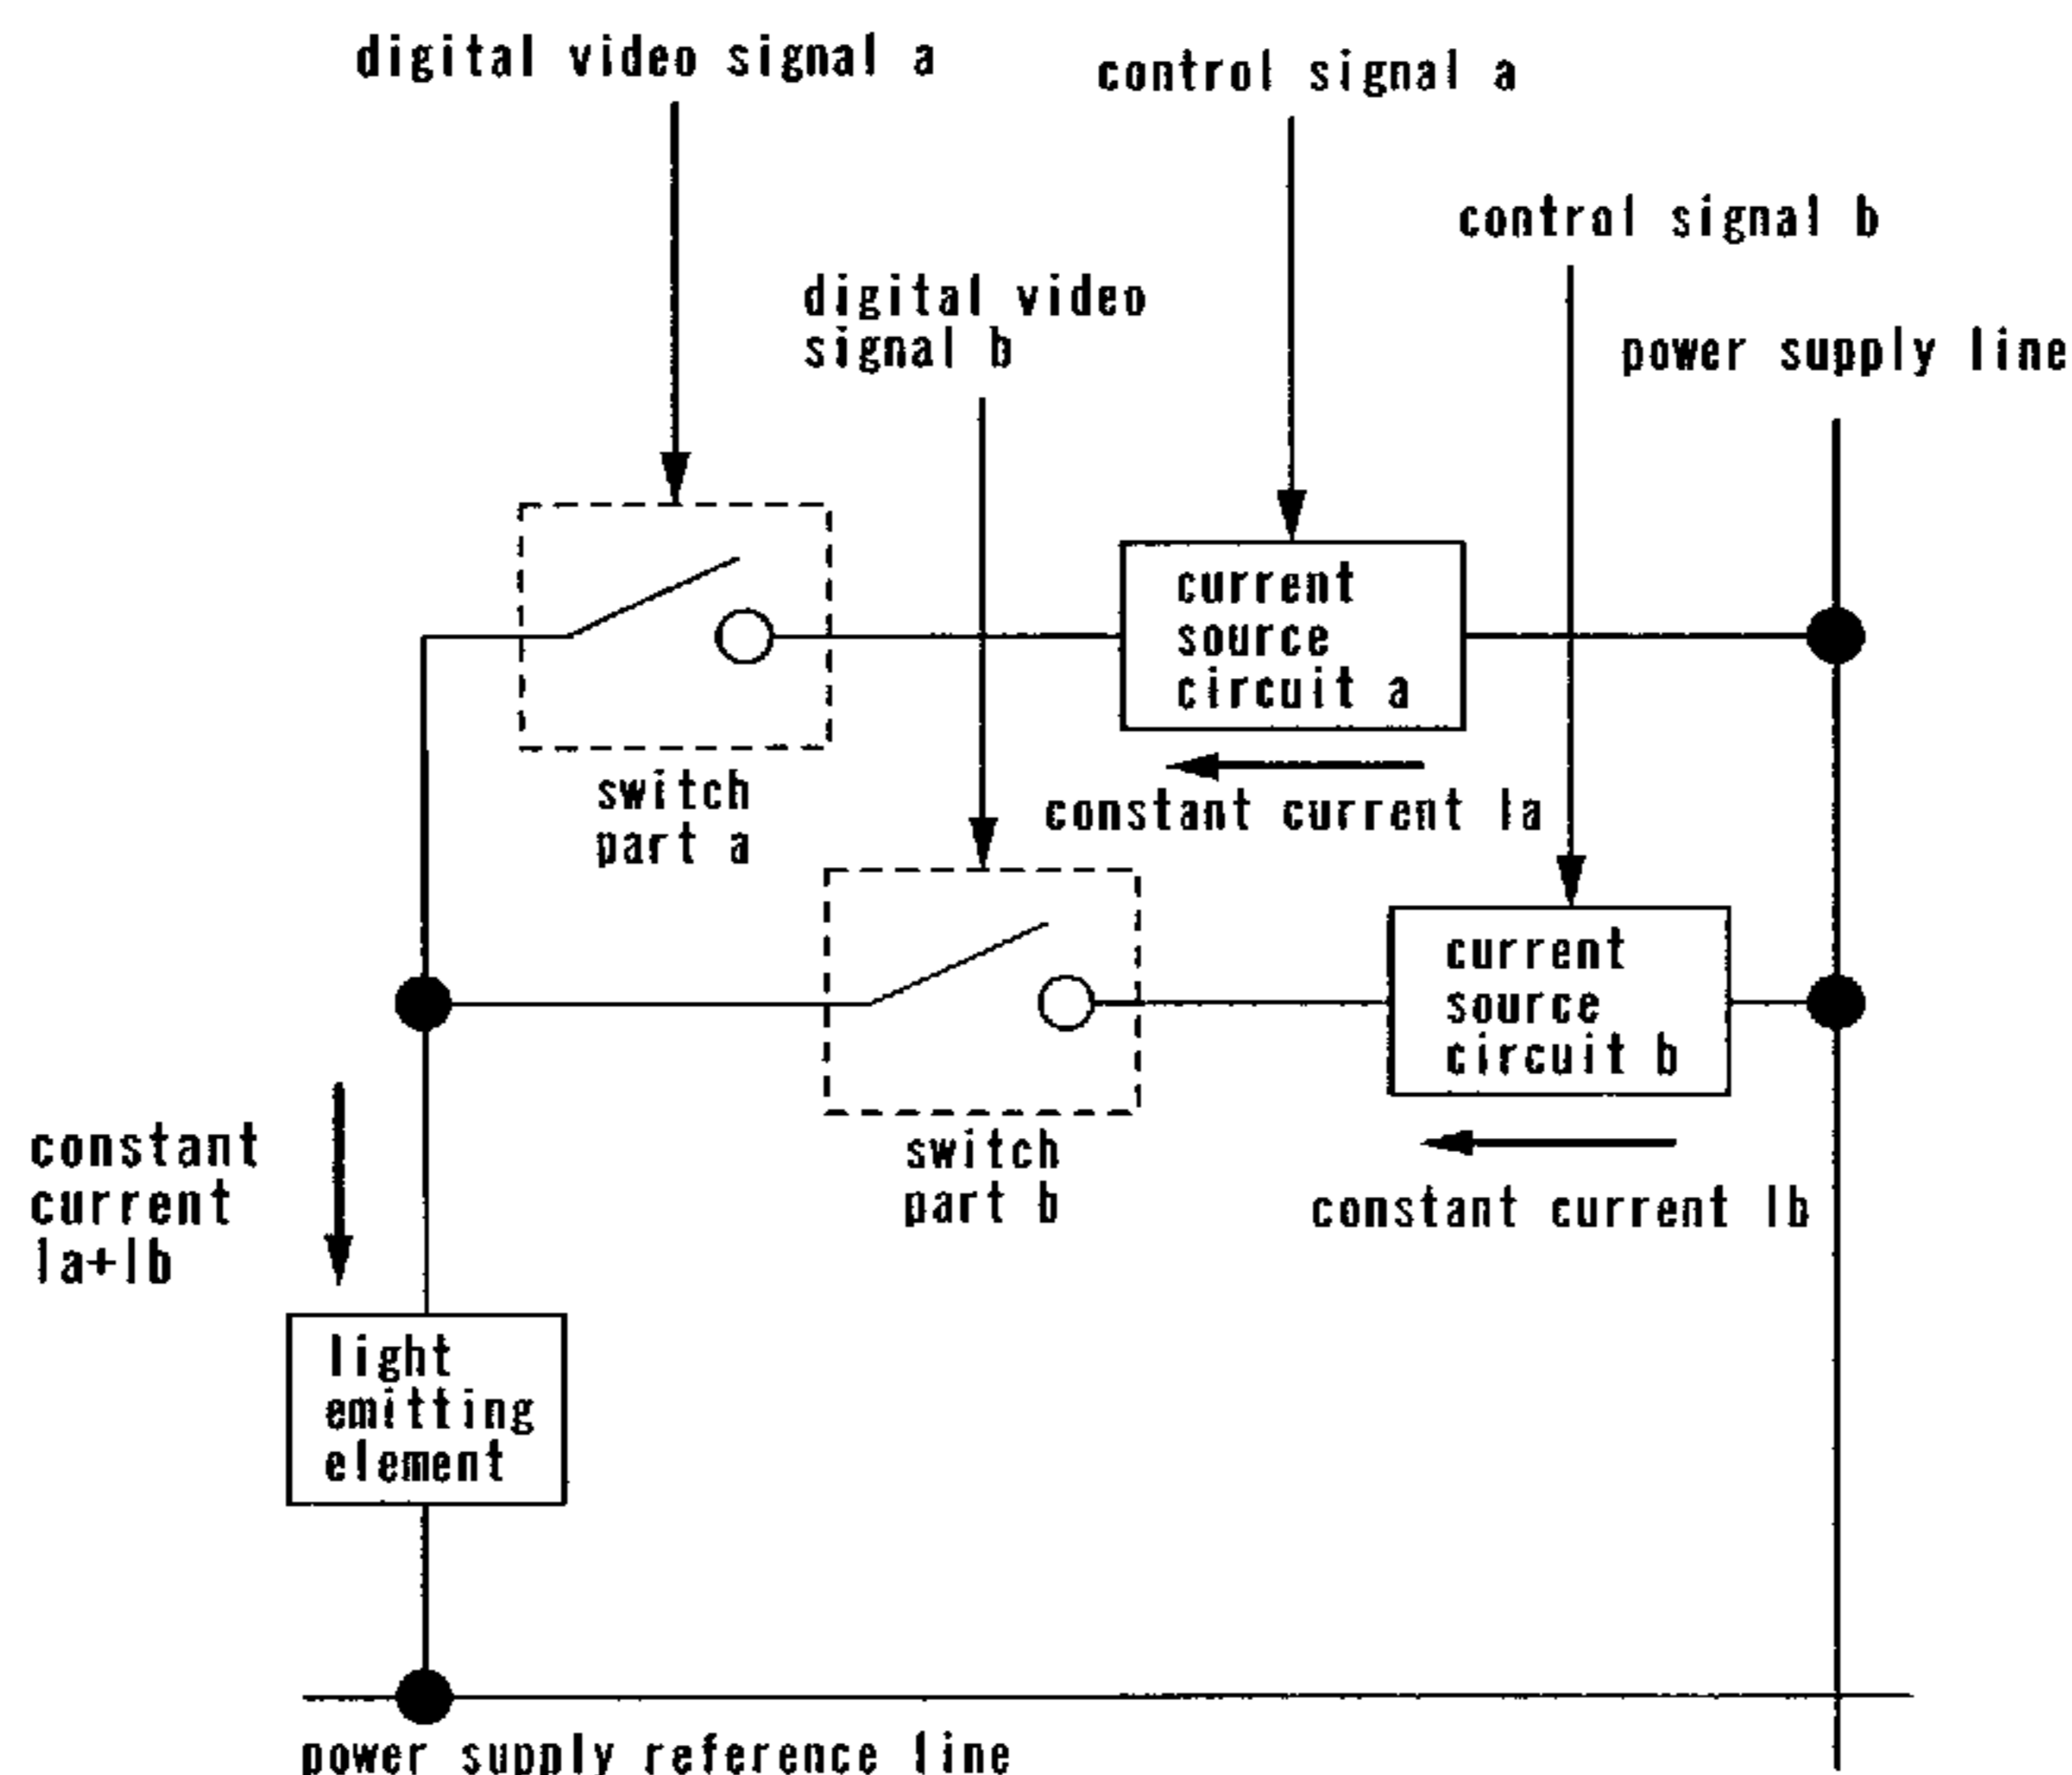 digital video signal a
control signal a
control signal b
digital video
signal b
power supply line
current
source
circuit a
switch
part a
constant current Ia
current
source
circuit b
constant
current
Ia+Ib
switch
part b
constant current Ib
light
emitting
element
power supply reference line